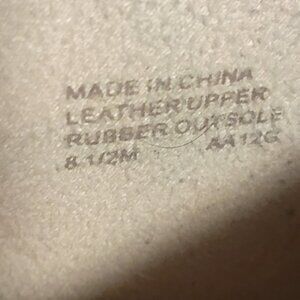 MADE IN CHINA
LEATHER UPPER
RUBBER OUTSOLE
8 1/2M AA12G